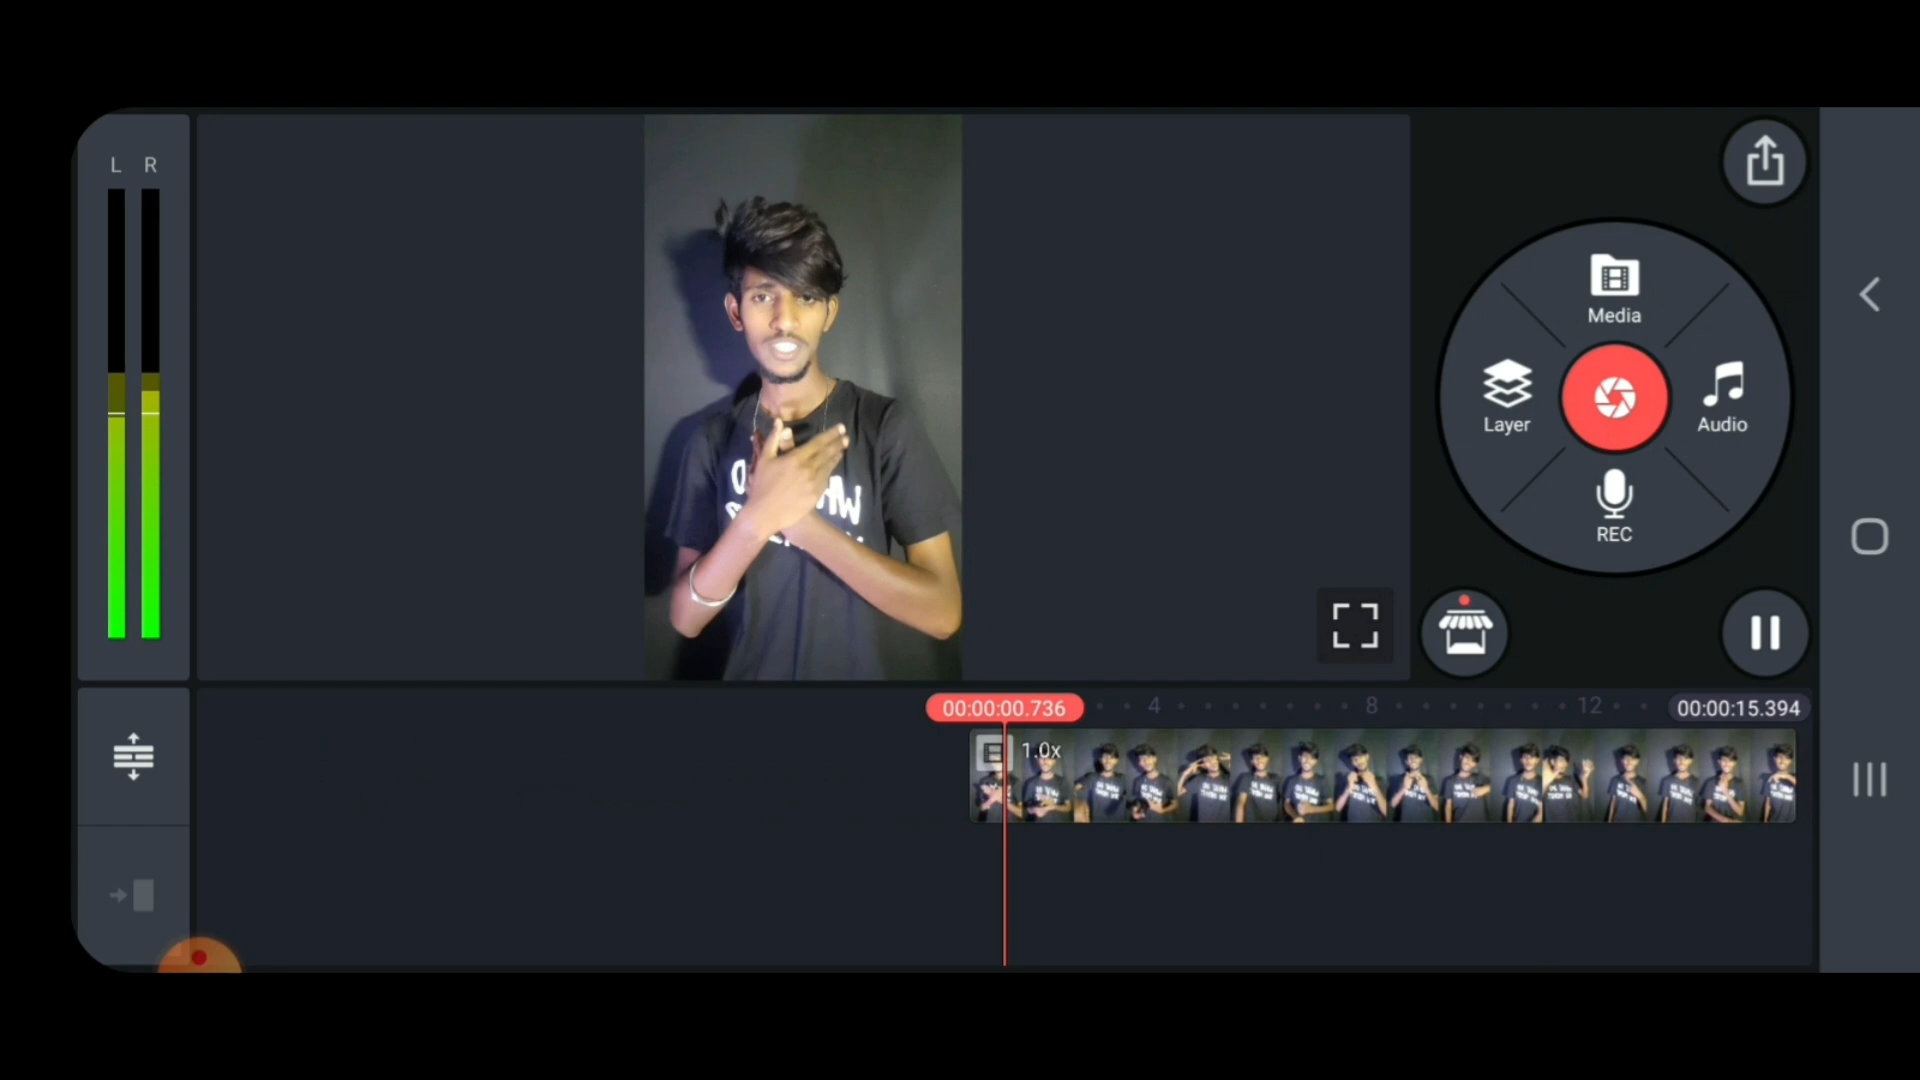 L R
Media
Layer
Audio
REC
00:00:00.736
4
8
12
00:00:15.394
1.0x